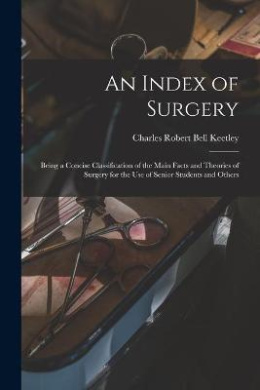 An Index of
Surgery
Charles Robert Bell Keetley
Being a Concise Classification of the Main Facts and Theories of
Surgery for the Use of Senior Students and Others